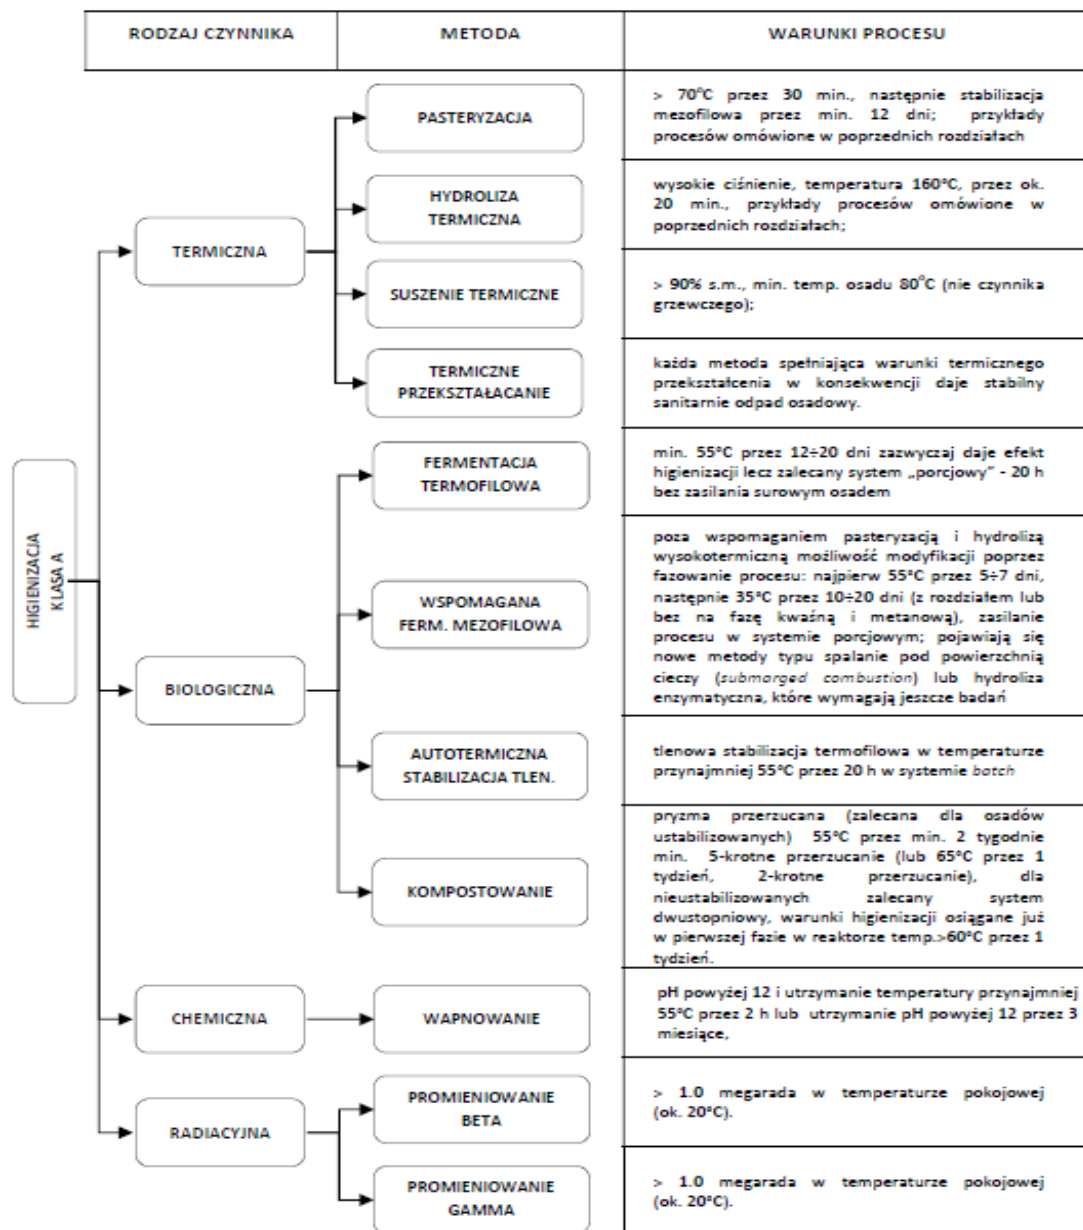 RODZAJ CZYNNIKA
METODA
WARUNKI PROCESU
HIGIENIZACJA
KLASA A
TERMICZNA
PASTERYZACJA
> 70°C przez 30 min., następnie stabilizacja
mezofilowa przez min. 12 dni; przykłady
procesów omówione w poprzednich rozdziałach
HYDROLIZA
TERMICZNA
wysokie ciśnienie, temperatura 160°C, przez ok.
20 min., przykłady procesów omówione w
poprzednich rozdziałach;
SUSZENIE TERMICZNE
> 90% s.m., min. temp. osadu 80°C (nie czynnika
grzewczego);
TERMICZNE
PRZEKSZTAŁACANIE
każda metoda spełniająca warunki termicznego
przekształcenia w konsekwencji daje stabilny
sanitarnie odpad osadowy.
BIOLOGICZNA
FERMENTACJA
TERMOFILOWA
min. 55°C przez 12÷20 dni zazwyczaj daje efekt
higienizacji lecz zalecany system „porcjowy" - 20 h
bez zasilania surowym osadem
WSPOMAGANA
FERM. MEZOFILOWA
poza wspomaganiem pasteryzacją i hydrolizą
wysokotermiczną możliwość modyfikacji poprzez
fazowanie procesu: najpierw 55°C przez 5÷7 dni,
następnie 35°C przez 10÷20 dni (z rozdziałem lub
bez na fazę kwaśną i metanową), zasilanie
procesu w systemie porcjowym; pojawiają się
nowe metody typu spalanie pod powierzchnią
cieczy (submarged combustion) lub hydroliza
enzymatyczna, które wymagają jeszcze badań
AUTOTERMICZNA
STABILIZACJA TLEN.
tlenowa stabilizacja termofilowa w temperaturze
przynajmniej 55°C przez 20 h w systemie batch
KOMPOSTOWANIE
pryzma przerzucana (zalecana dla osadów
ustabilizowanych) 55°C przez min. 2 tygodnie
min. 5-krotne przerzucanie (lub 65°C przez 1
tydzień, 2-krotne przerzucanie), dla
nieustabilizowanych zalecany system
dwustopniowy, warunki higienizacji osiągane już
w pierwszej fazie w reaktorze temp.>60°C przez 1
tydzień.
CHEMICZNA
WAPNOWANIE
pH powyżej 12 i utrzymanie temperatury przynajmniej
55°C przez 2 h lub utrzymanie pH powyżej 12 przez 3
miesiące,
RADIACYJNA
PROMIENIOWANIE
BETA
> 1.0 megarada w temperaturze pokojowej
(ok. 20°C).
PROMIENIOWANIE
GAMMA
> 1.0 megarada w temperaturze pokojowej
(ok. 20°C).